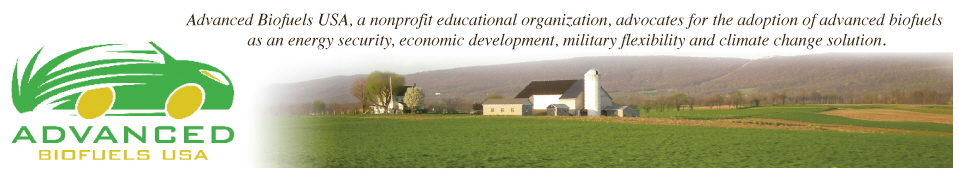 Advanced Biofuels USA, a nonprofit educational organization, advocates for the adoption of advanced biofuels
as an energy security, economic development, military flexibility and climate change solution.
ADVANCED
BIOFUELS USA